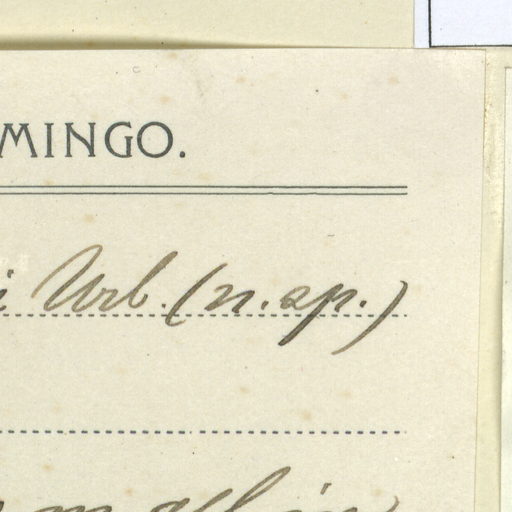 MINGO.
i Urb. (n. sp.)